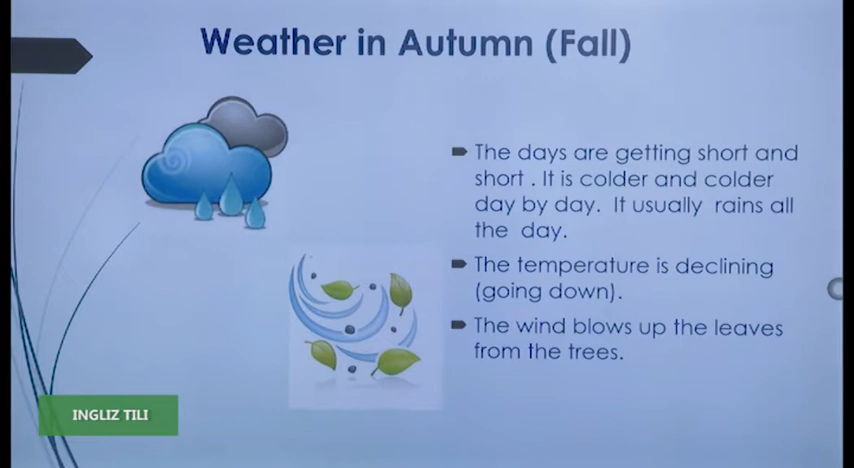 Weather in Autumn (Fall)
The days are getting short and
short . It is colder and colder
day by day. It usually rains all
the day.
The temperature is declining
(going down).
The wind blows up the leaves
from the trees.
INGLIZ TILI